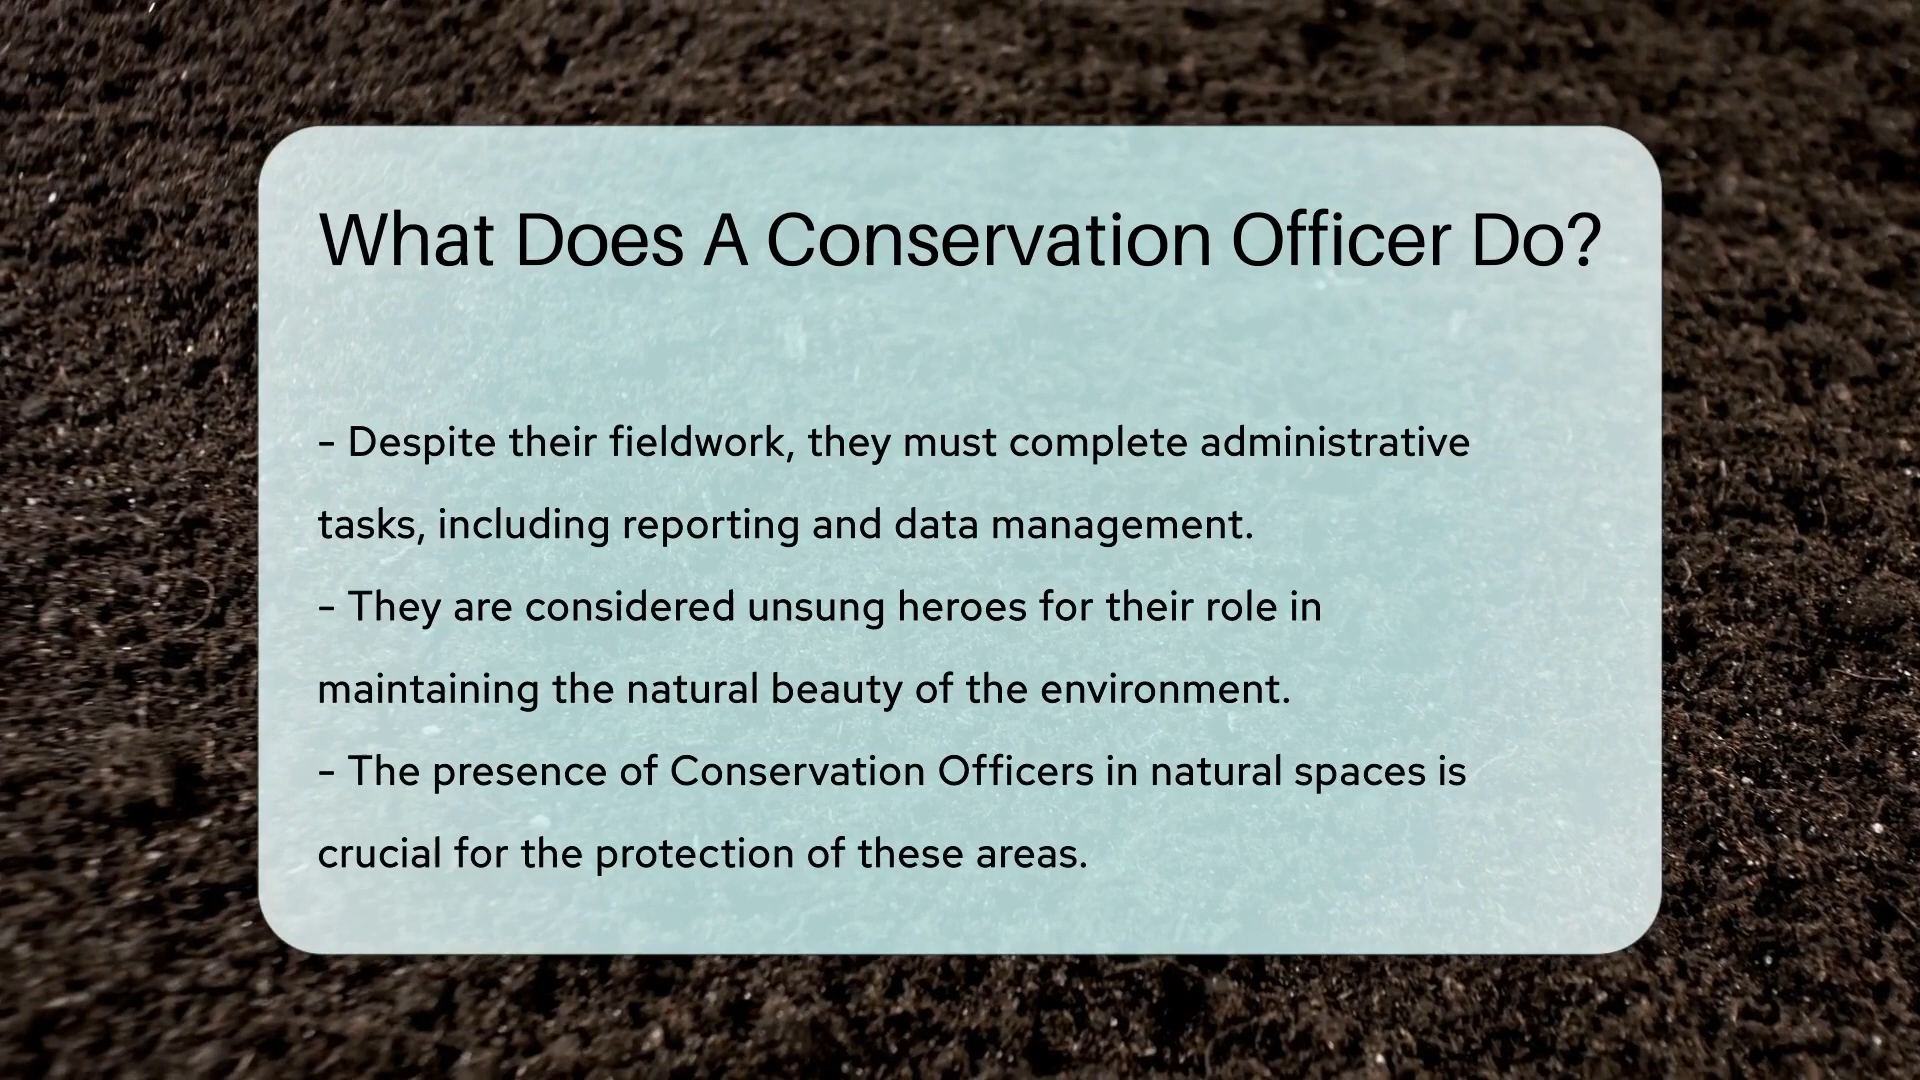 What Does A Conservation Officer Do?
- Despite their fieldwork, they must complete administrative
tasks, including reporting and data management.
- They are considered unsung heroes for their role in
maintaining the natural beauty of the environment.
- The presence of Conservation Officers in natural spaces is
crucial for the protection of these areas.